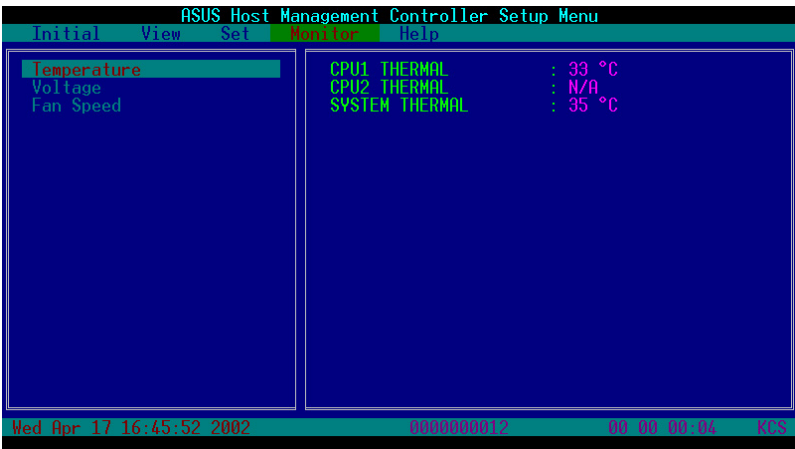 ASUS Host Management Controller Setup Menu
Initial View Set Monitor Help
Temperature
Voltage
Fan Speed
CPU1 THERMAL : 33 °C
CPU2 THERMAL : N/A
SYSTEM THERMAL : 35 °C
Wed Apr 17 16:45:52 2002 0000000012 00 00 00:04 KCS